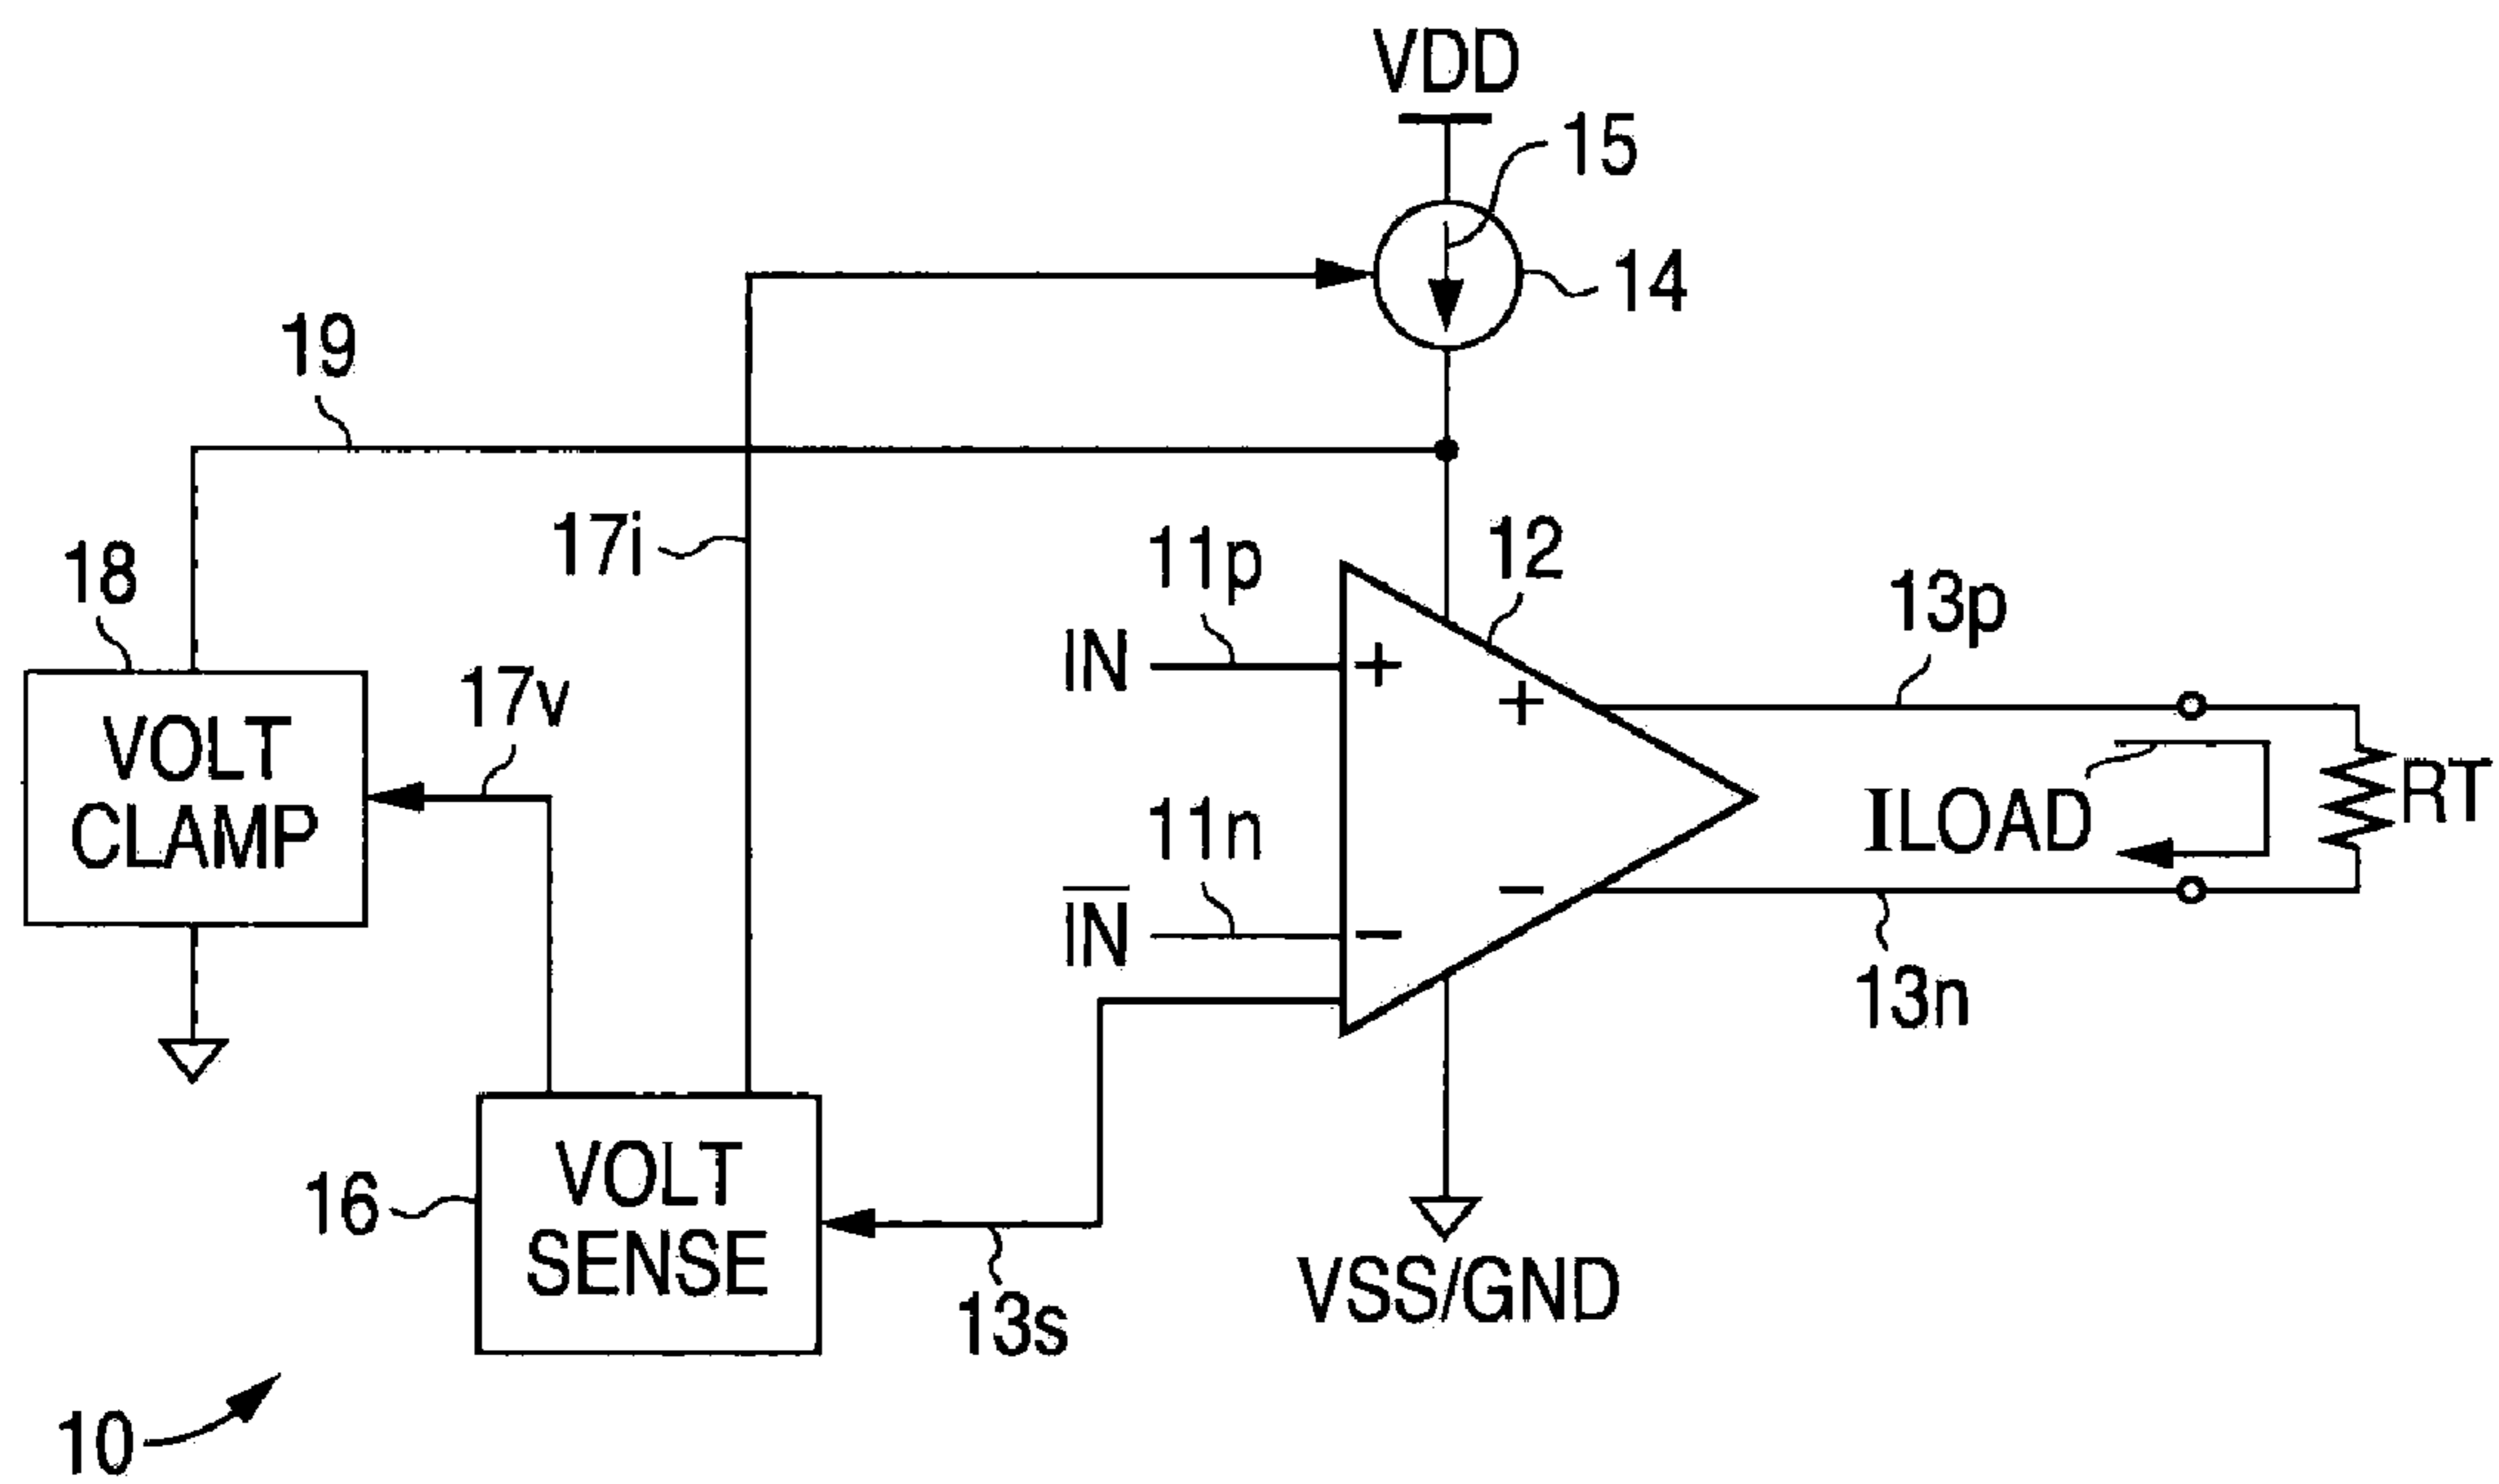 VDD
15
14
19
17i
18
11p
12
13p
IN
+
+
17v
VOLT
CLAMP
11n
ILOAD
RT
IN
−
−
13n
16
VOLT
SENSE
13s
VSS/GND
10